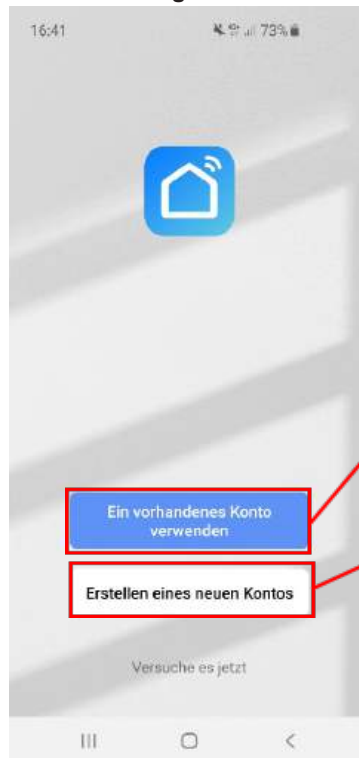 16:41
73%
Ein vorhandenes Konto
verwenden
Erstellen eines neuen Kontos
Versuche es jetzt